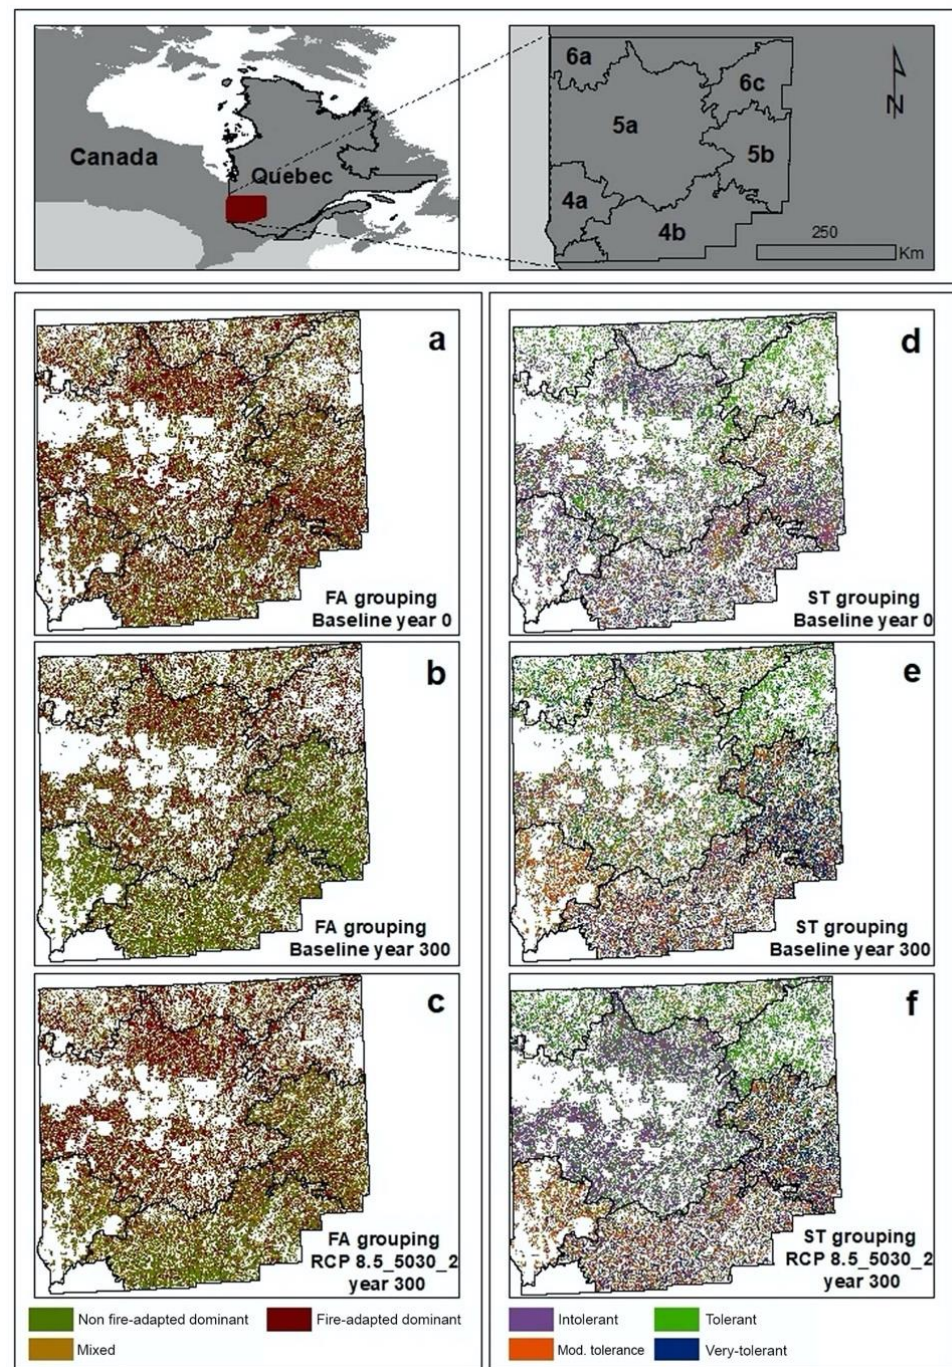 Canada
Quebec
6a
6c
5a
5b
4a
4b
N
250
Km
a
FA grouping
Baseline year 0
b
FA grouping
Baseline year 300
c
FA grouping
RCP 8.5_5030_2
year 300
Non fire-adapted dominant
Fire-adapted dominant
Mixed
d
ST grouping
Baseline year 0
e
ST grouping
Baseline year 300
f
ST grouping
RCP 8.5_5030_2
year 300
Intolerant
Tolerant
Mod. tolerance
Very-tolerant